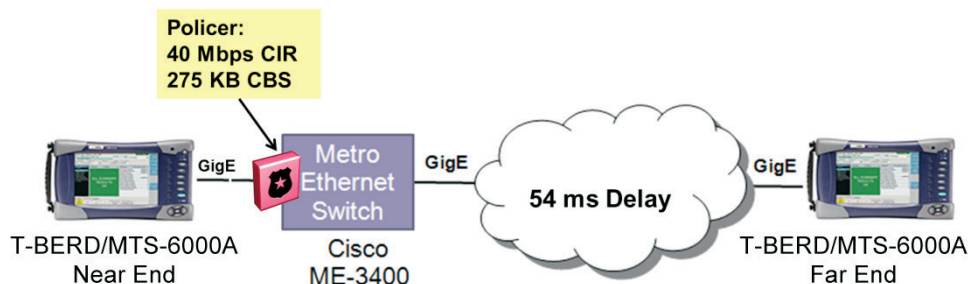 Policer:
40 Mbps CIR
275 KB CBS
GigE
Metro
Ethernet
Switch
GigE
54 ms Delay
GigE
T-BERD/MTS-6000A
Near End
Cisco
ME-3400
T-BERD/MTS-6000A
Far End